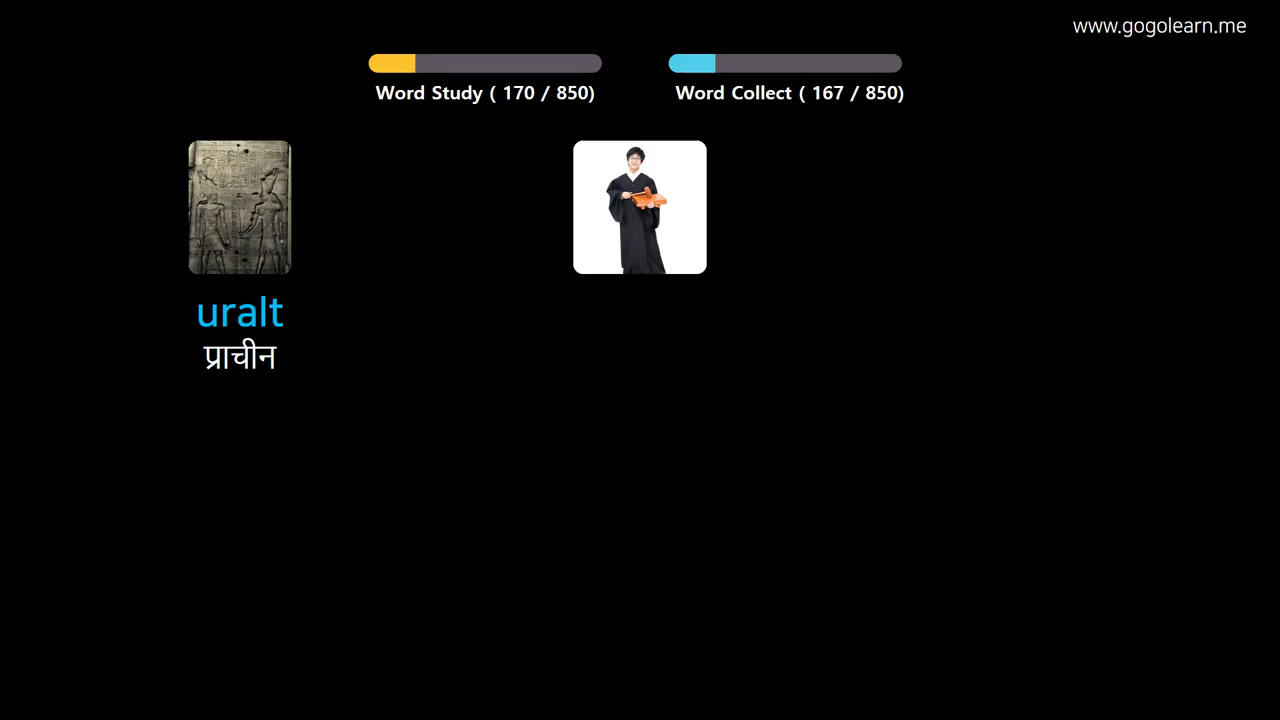 www.gogolearn.me
Word Study ( 170 / 850)
Word Collect ( 167 / 850)
uralt
प्राचीन